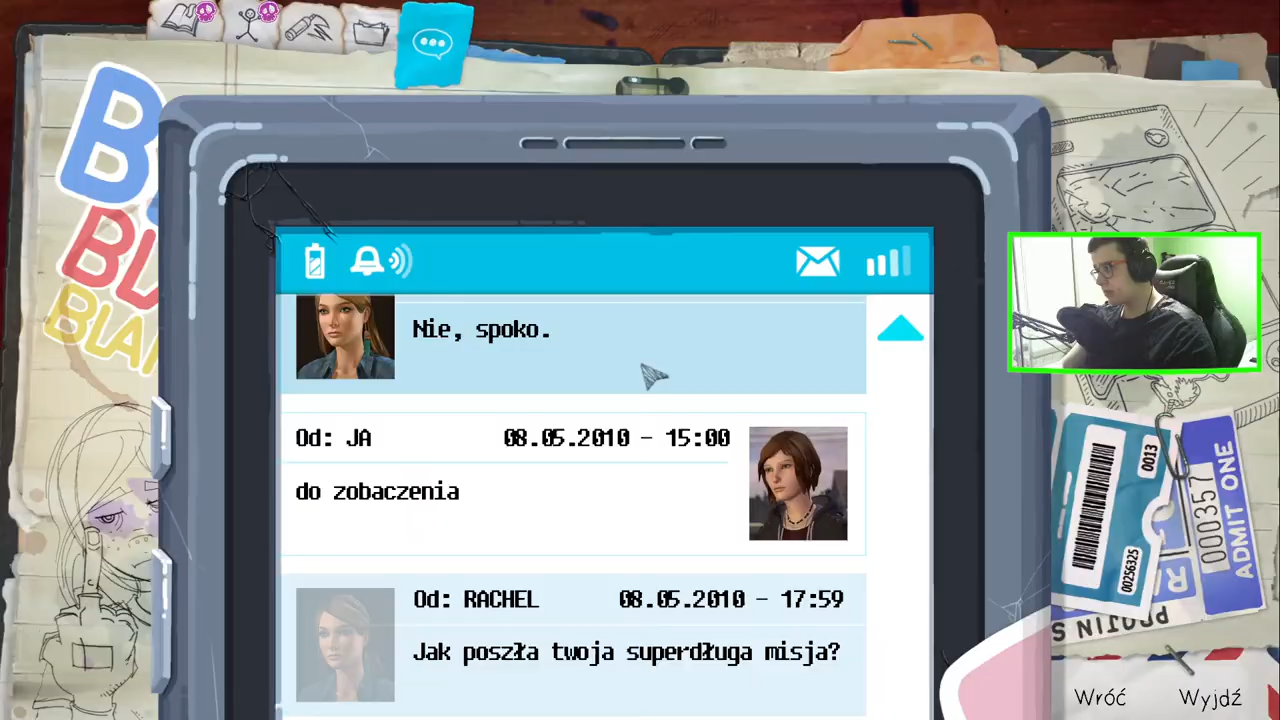 Nie, spoko.
Od: JA 08.05.2010 - 15:00
do zobaczenia
Od: RACHEL 08.05.2010 - 17:59
Jak poszła twoja superdługa misja?
0013
00256325
000357
ADMIT ONE
Wróć Wyjdź